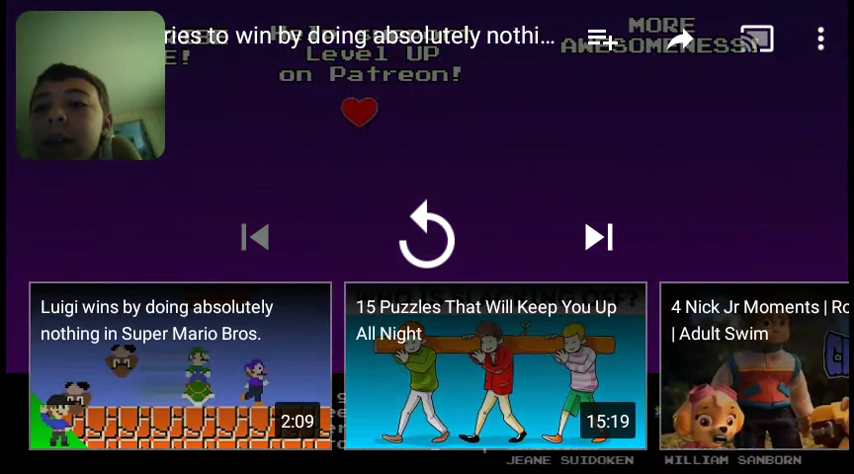 ries to win by doing absolutely nothi...
MORE
AWESOMENESS
E!
Level UP
on Patreon!
Luigi wins by doing absolutely
nothing in Super Mario Bros.
2:09
15 Puzzles That Will Keep You Up
All Night
15:19
4 Nick Jr Moments | Ro
| Adult Swim
JEANE SUIDOKEN
WILLIAM SANBORN